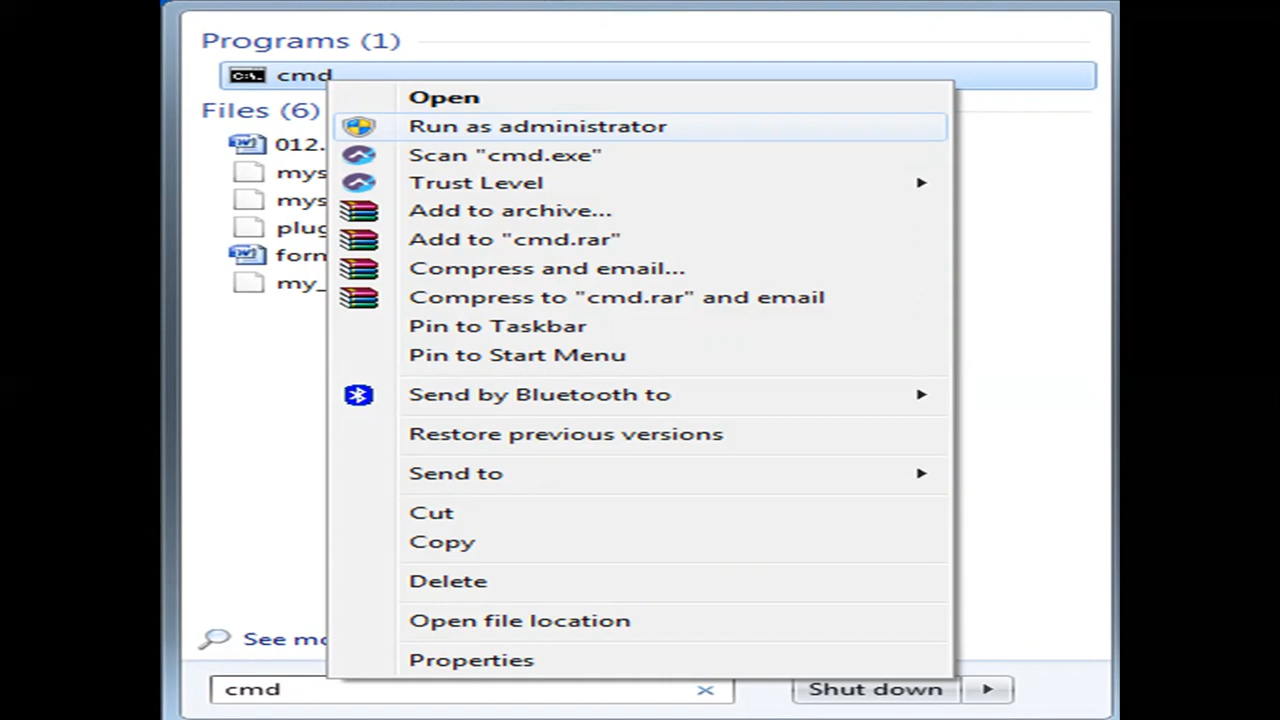 Programs (1)
cmd
Files (6)
012.
mys
mys
plug
form
my_
Open
Run as administrator
Scan "cmd.exe"
Trust Level
Add to archive...
Add to "cmd.rar"
Compress and email...
Compress to "cmd.rar" and email
Pin to Taskbar
Pin to Start Menu
Send by Bluetooth to
Restore previous versions
Send to
Cut
Copy
Delete
Open file location
Properties
See mo
cmd
Shut down